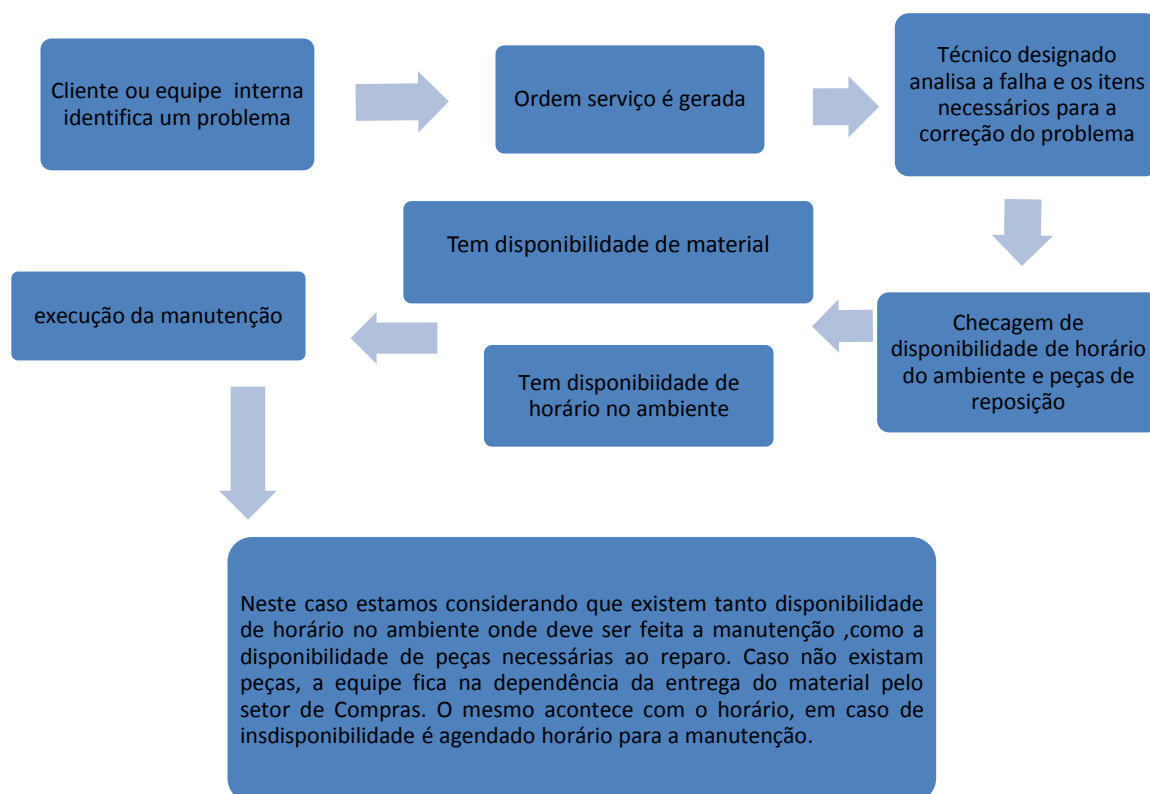 Cliente ou equipe interna
identifica um problema
Ordem serviço é gerada
Técnico designado
analisa a falha e os itens
necessários para a
correção do problema
Checagem de
disponibilidade de horário
do ambiente e peças de
reposição
Tem disponibilidade de material
Tem disponibiidade de
horário no ambiente
execução da manutenção
Neste caso estamos considerando que existem tanto disponibilidade
de horário no ambiente onde deve ser feita a manutenção ,como a
disponibilidade de peças necessárias ao reparo. Caso não existam
peças, a equipe fica na dependência da entrega do material pelo
setor de Compras. O mesmo acontece com o horário, em caso de
insdisponibilidade é agendado horário para a manutenção.